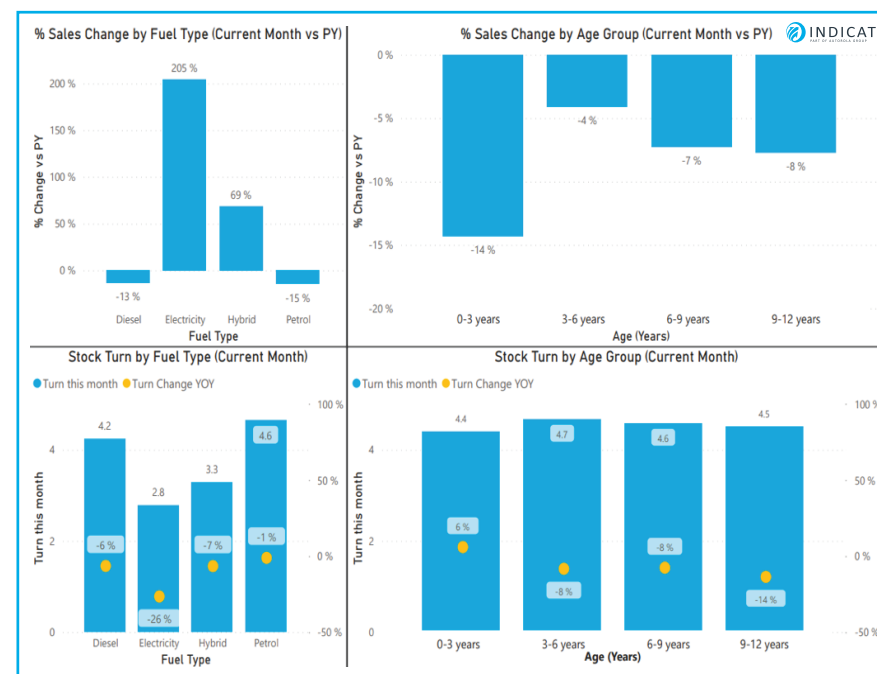 % Sales Change by Fuel Type (Current Month vs PY)
% Change vs PY
200 %
150 %
100 %
50 %
0 %
205 %
69 %
-13 %
-15 %
Diesel Electricity Hybrid Petrol
Fuel Type
% Sales Change by Age Group (Current Month vs PY)
INDICAT
PART OF AUTOROLA GROUP
% Change vs PY
0 %
-5 %
-10 %
-15 %
-20 %
-14 %
-4 %
-7 %
-8 %
0-3 years 3-6 years 6-9 years 9-12 years
Age (Years)
Stock Turn by Fuel Type (Current Month)
Turn this month Turn Change YOY
Turn this month
4
2
0
100 %
50 %
0 %
-50 %
4.2
2.8
3.3
4.6
-6 %
-26 %
-7 %
-1 %
Diesel Electricity Hybrid Petrol
Fuel Type
Stock Turn by Age Group (Current Month)
Turn this month Turn Change YOY
Turn this month
4
2
0
100 %
50 %
0 %
-50 %
4.4
4.7
4.6
4.5
6 %
-8 %
-8 %
-14 %
0-3 years 3-6 years 6-9 years 9-12 years
Age (Years)